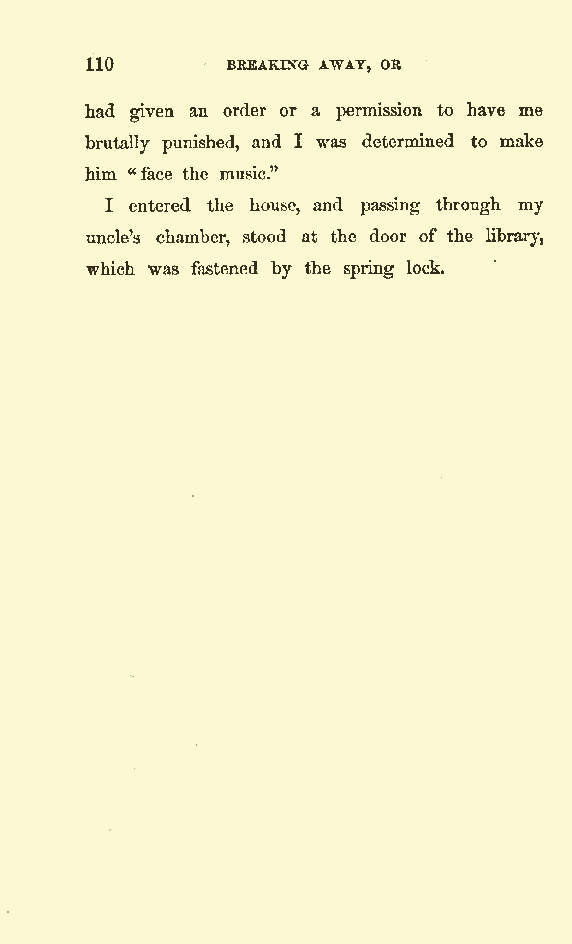 110 BREAKING AWAY, OR
had given an order or a permission to have me
brutally punished, and I was determined to make
him “face the music.”
I entered the house, and passing through my
uncle’s chamber, stood at the door of the library,
which was fastened by the spring lock.